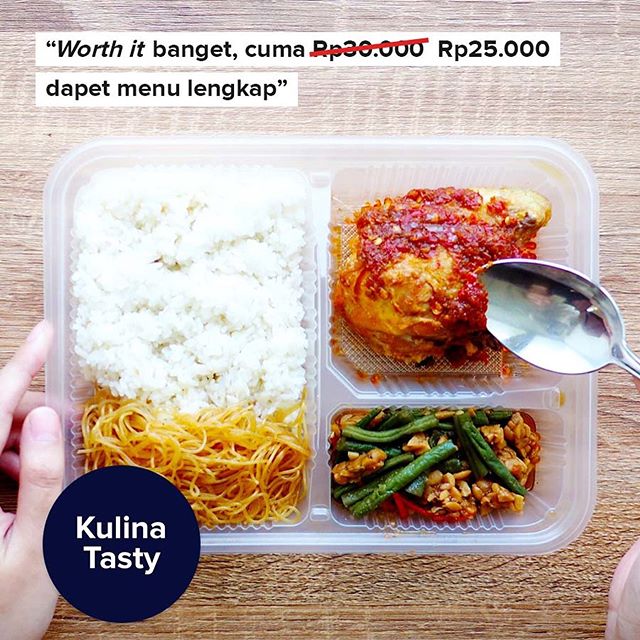 “Worth it banget, cuma Rp30.000 Rp25.000
dapet menu lengkap”
Kulina
Tasty